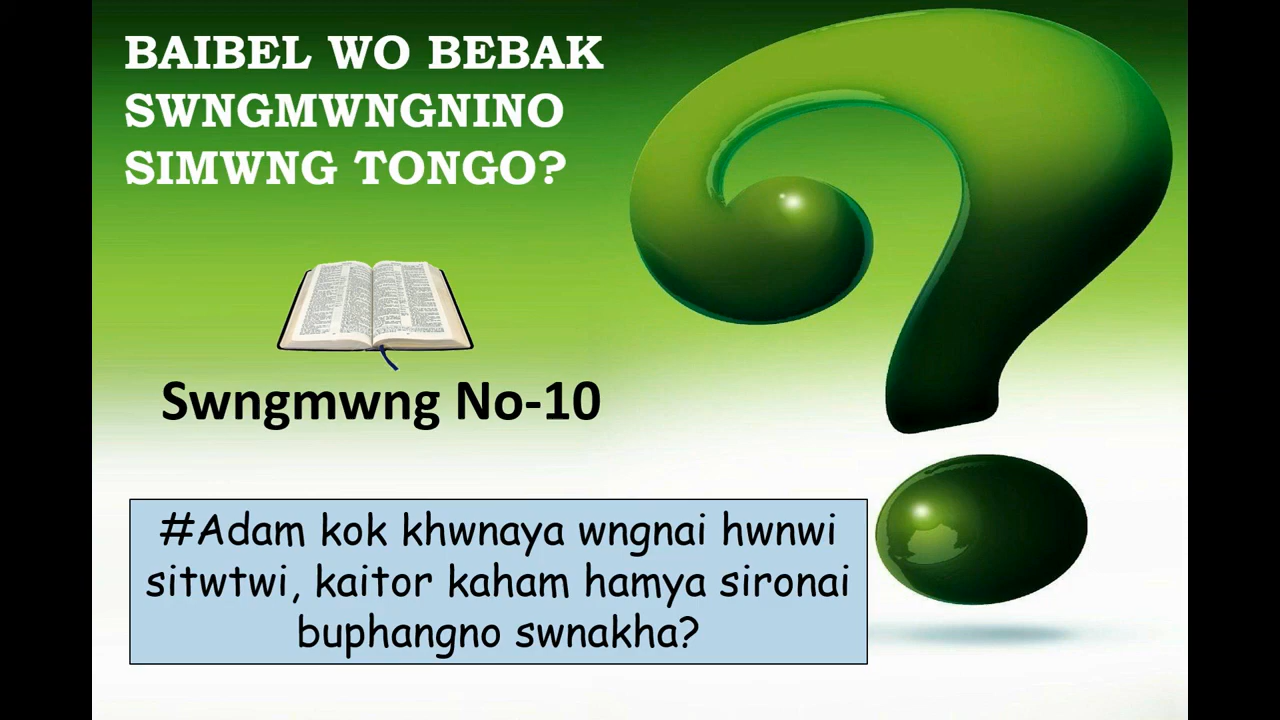 BAIBEL WO BEBAK
SWNGMWNGNINO
SIMWNG TONGO?
Swngmwng No-10
#Adam kok khwnaya wngnai hwnwi
sitwtwi, kaitor kaham hamya sironai
buphangno swnakha?